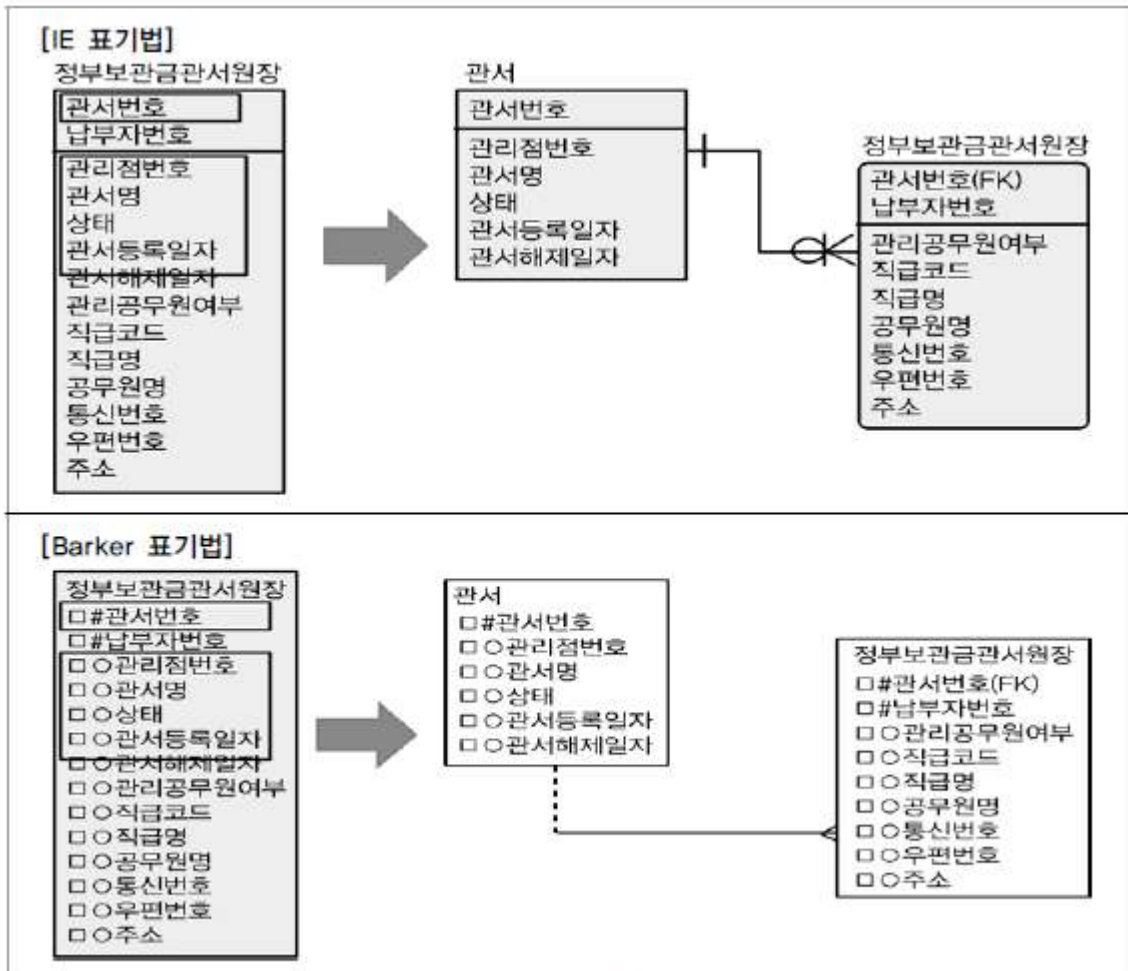 [IE 표기법]
정부보관금관서원장
관서번호
납부자번호
관리점번호
관서명
상태
관서등록일자
관서해제일자
관리공무원여부
직급코드
직급명
공무원명
통신번호
우편번호
주소
관서
관서번호
관리점번호
관서명
상태
관서등록일자
관서해제일자
정부보관금관서원장
관서번호(FK)
납부자번호
관리공무원여부
직급코드
직급명
공무원명
통신번호
우편번호
주소
[Barker 표기법]
정부보관금관서원장
□#관서번호
□#납부자번호
□○관리점번호
□○관서명
□○상태
□○관서등록일자
□○관서해제일자
□○관리공무원여부
□○직급코드
□○직급명
□○공무원명
□○통신번호
□○우편번호
□○주소
관서
□#관서번호
□○관리점번호
□○관서명
□○상태
□○관서등록일자
□○관서해제일자
정부보관금관서원장
□#관서번호(FK)
□#납부자번호
□○관리공무원여부
□○직급코드
□○직급명
□○공무원명
□○통신번호
□○우편번호
□○주소